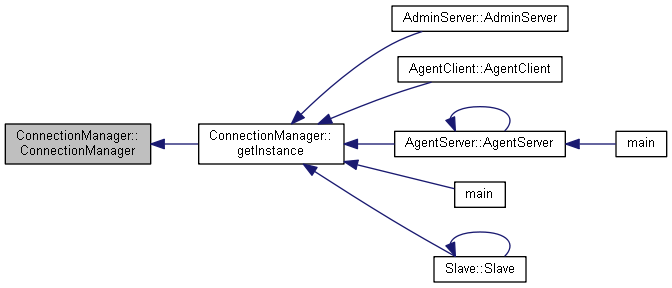 ConnectionManager::
ConnectionManager
ConnectionManager::
getInstance
AdminServer::AdminServer
AgentClient::AgentClient
AgentServer::AgentServer
main
main
Slave::Slave